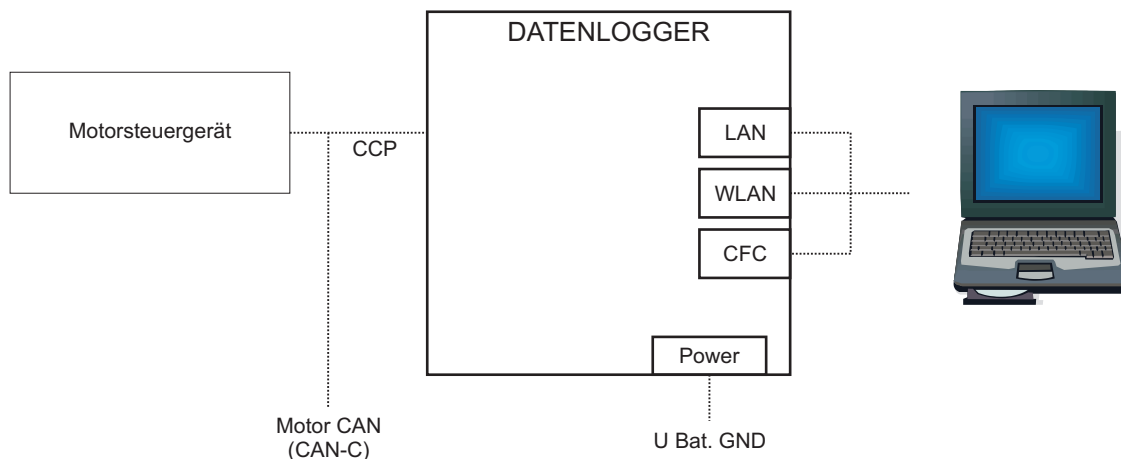 DATENLOGGER
Motorsteuergerät
CCP
LAN
WLAN
CFC
Power
Motor CAN
(CAN-C)
U Bat. GND